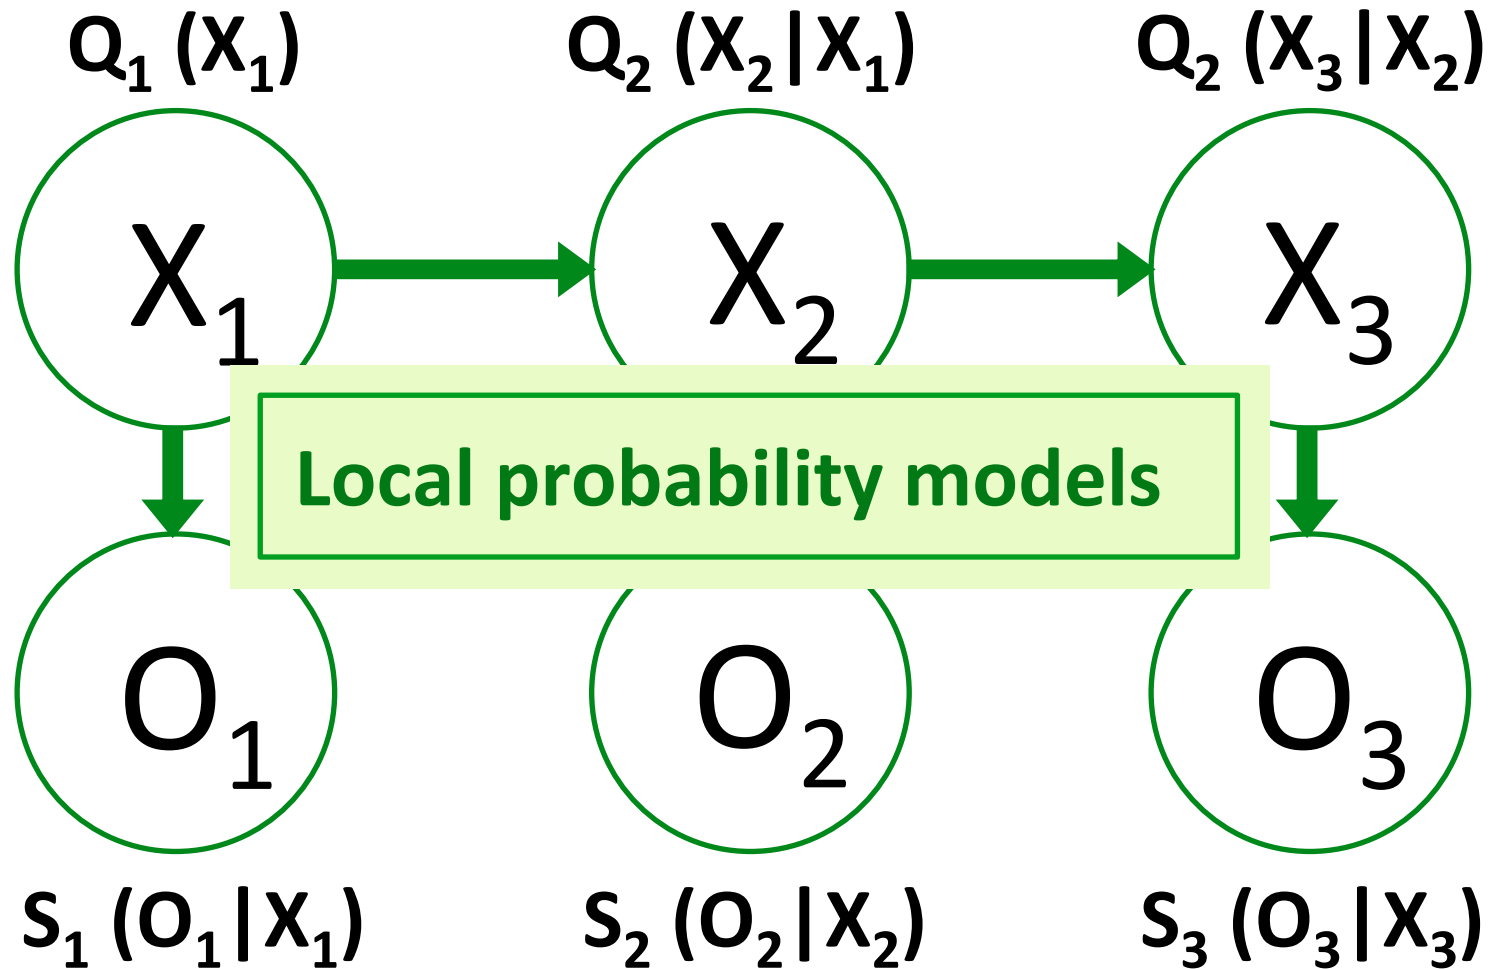 Q₁ (X₁) Q₂ (X₂|X₁) Q₂ (X₃|X₂)
X₁ X₂ X₃
Local probability models
O₁ O₂ O₃
S₁ (O₁|X₁) S₂ (O₂|X₂) S₃ (O₃|X₃)